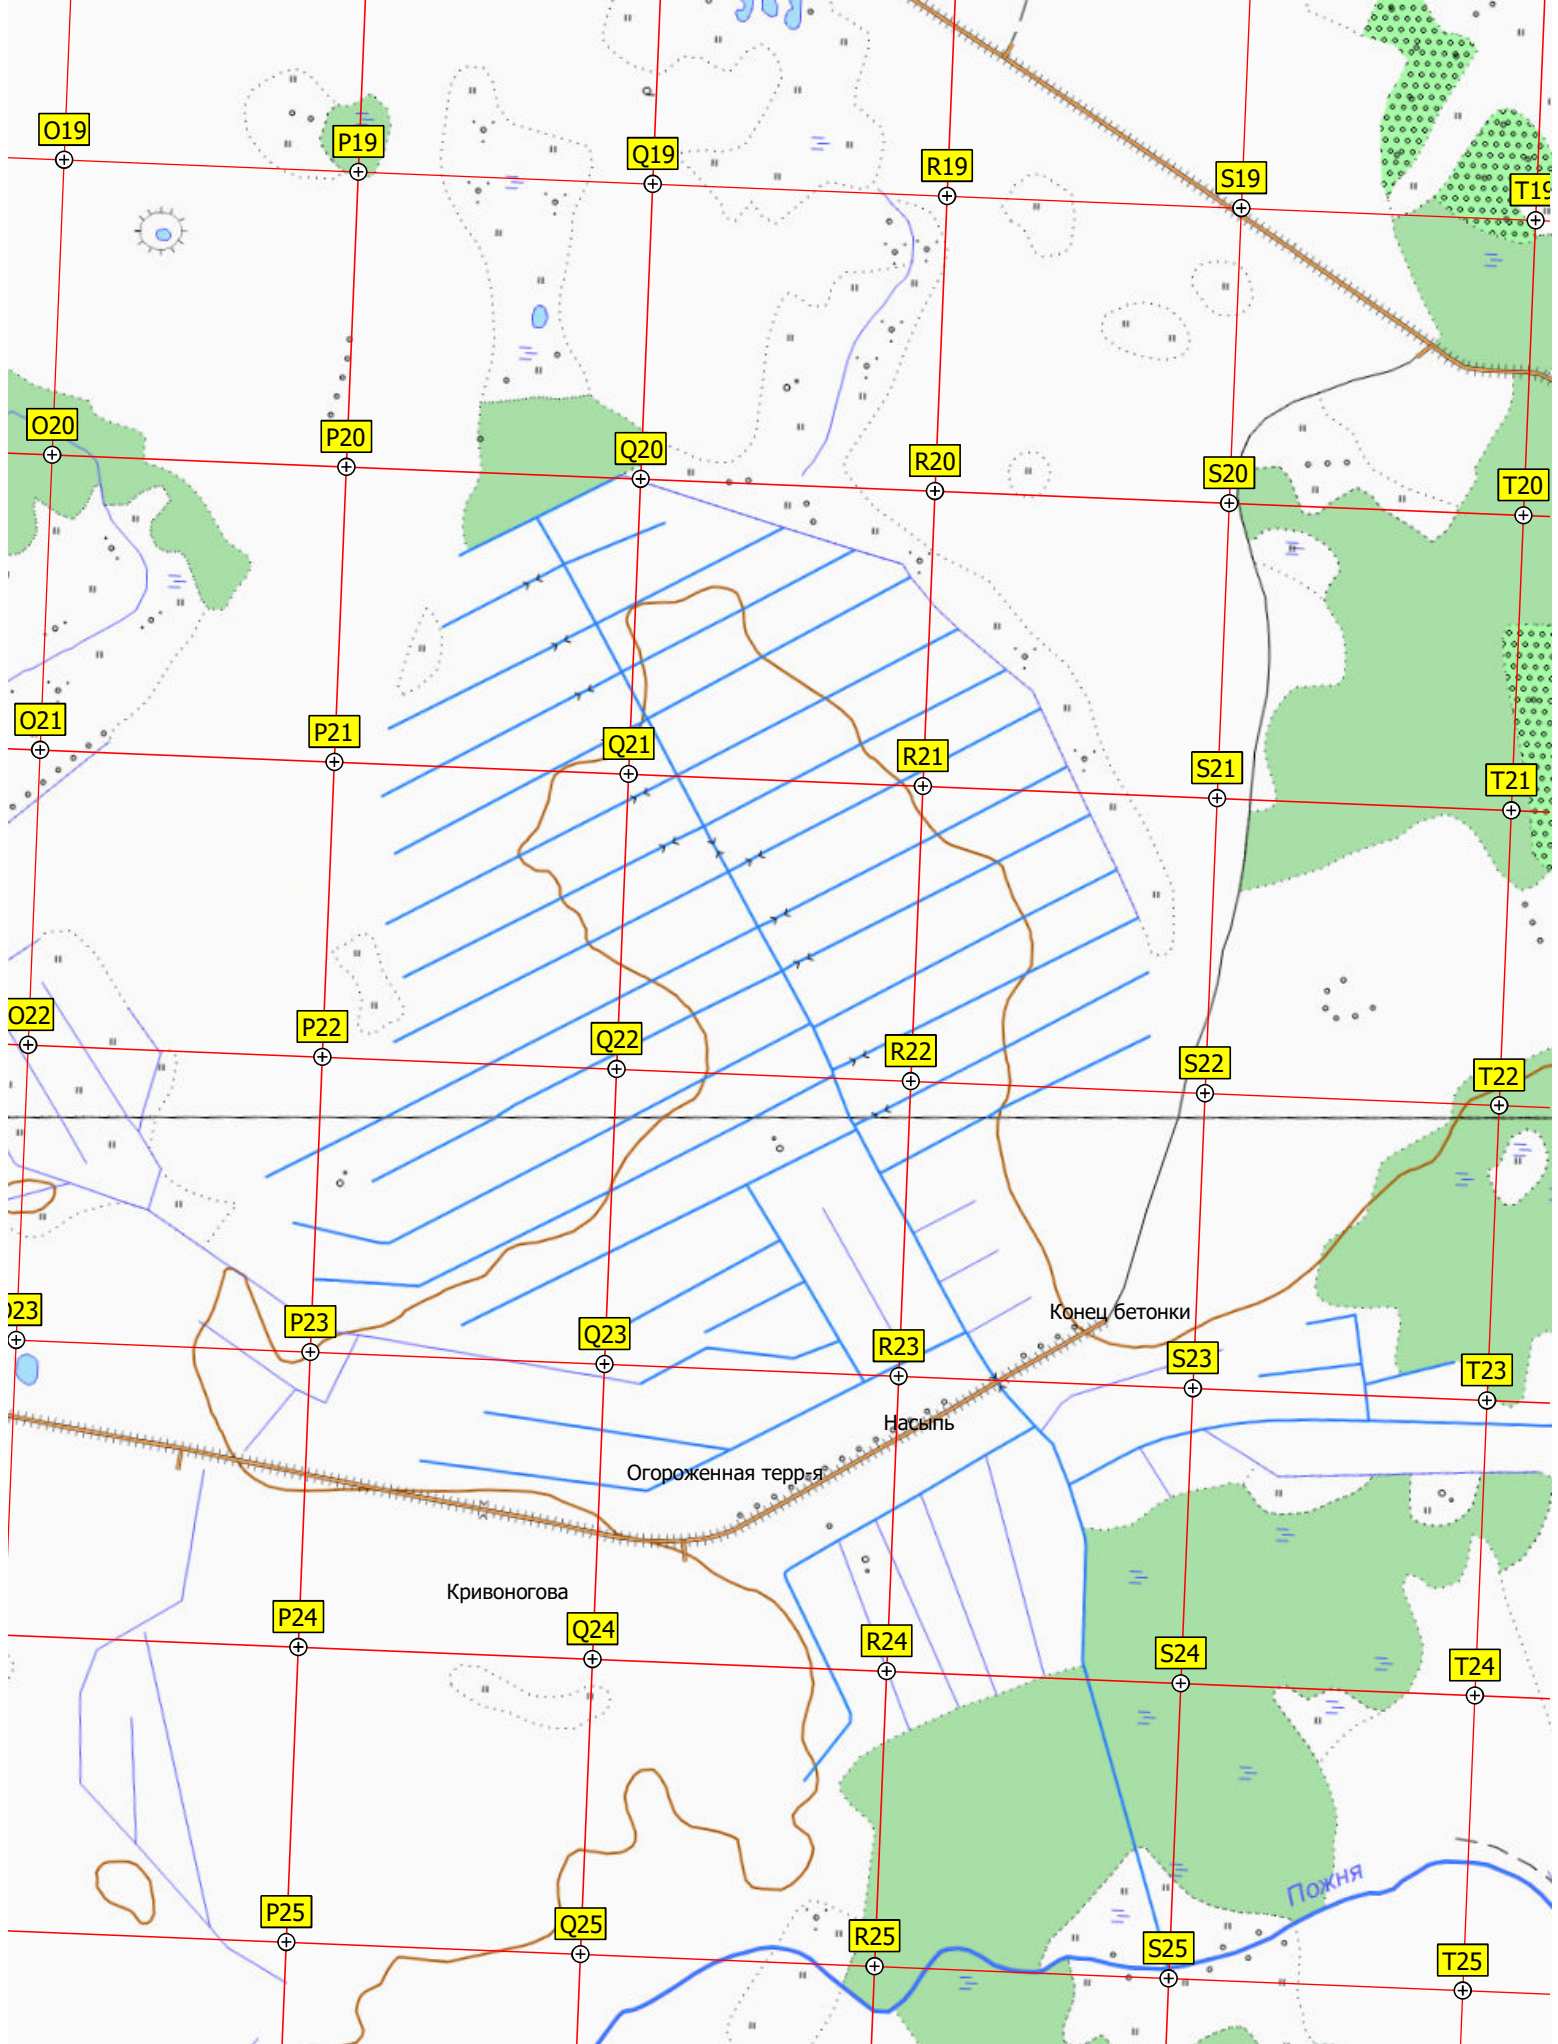 O19
P19
Q19
R19
S19
T19
O20
P20
Q20
R20
S20
T20
O21
P21
Q21
R21
S21
T21
O22
P22
Q22
R22
S22
T22
Конец бетонки
O23
P23
Q23
R23
S23
T23
Насыпь
Огороженная терр-я
Кривоногова
P24
Q24
R24
S24
T24
Пожня
P25
Q25
R25
S25
T25